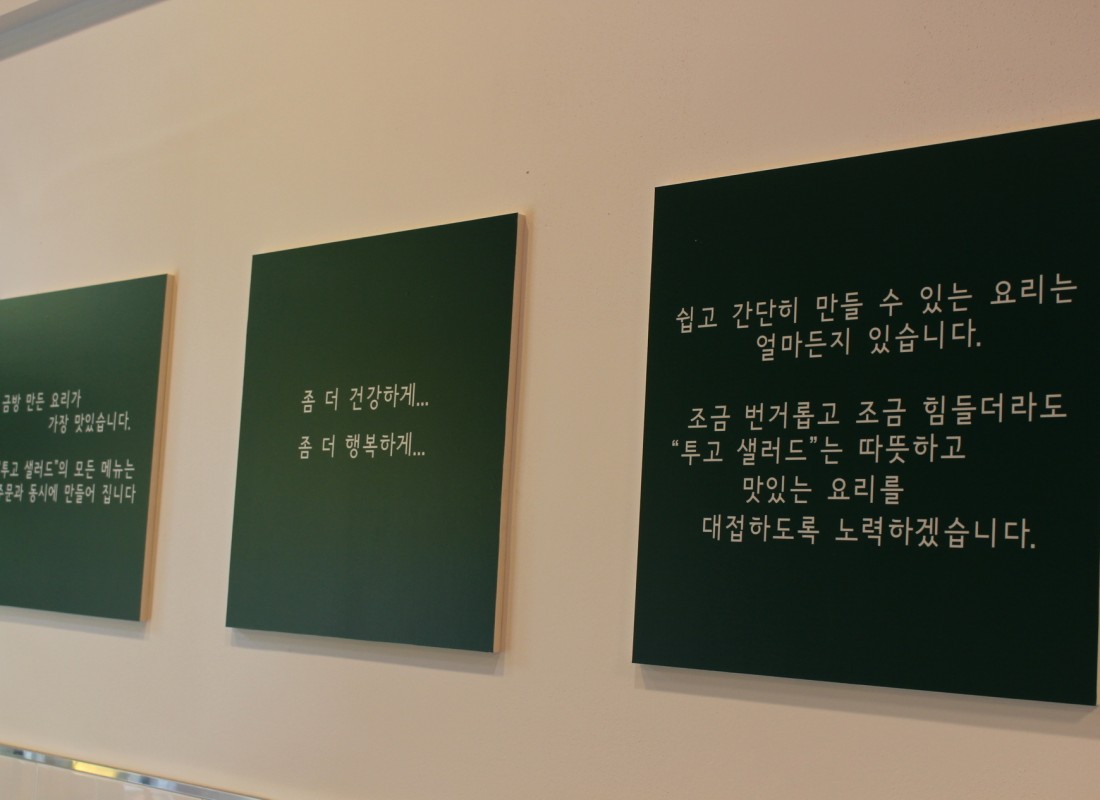 금방 만든 요리가
가장 맛있습니다.
"투고 샐러드"의 모든 메뉴는
주문과 동시에 만들어 집니다
좀 더 건강하게...
좀 더 행복하게...
쉽고 간단히 만들 수 있는 요리는
얼마든지 있습니다.
조금 번거롭고 조금 힘들더라도
“투고 샐러드”는 따뜻하고
맛있는 요리를
대접하도록 노력하겠습니다.